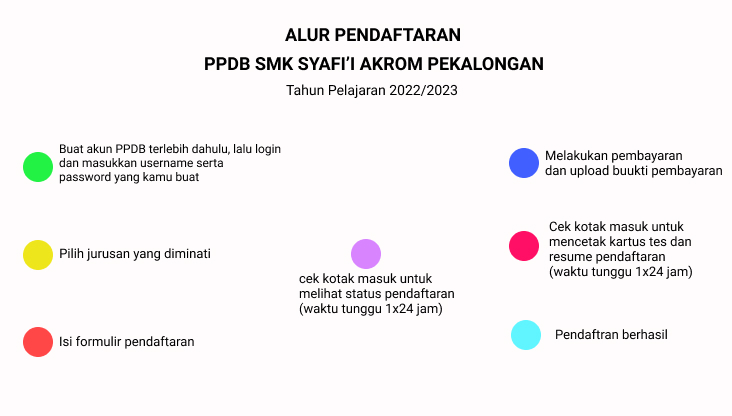 ALUR PENDAFTARAN
PPDB SMK SYAFI'I AKROM PEKALONGAN
Tahun Pelajaran 2022/2023
Buat akun PPDB terlebih dahulu, lalu login
dan masukkan username serta
password yang kamu buat
Pilih jurusan yang diminati
Isi formulir pendaftaran
cek kotak masuk untuk
melihat status pendaftaran
(waktu tunggu 1x24 jam)
Melakukan pembayaran
dan upload buukti pembayaran
Cek kotak masuk untuk
mencetak kartus tes dan
resume pendaftaran
(waktu tunggu 1x24 jam)
Pendaftran berhasil